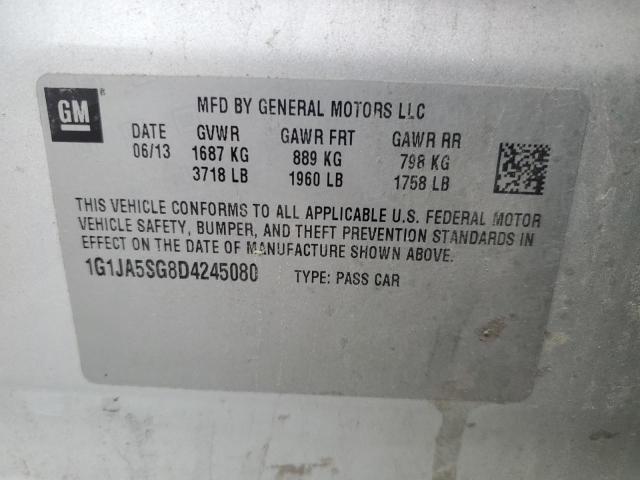 GM ®
MFD BY GENERAL MOTORS LLC
DATE GVWR GAWR FRT GAWR RR
06/13 1687 KG 889 KG 798 KG
3718 LB 1960 LB 1758 LB
THIS VEHICLE CONFORMS TO ALL APPLICABLE U.S. FEDERAL MOTOR
VEHICLE SAFETY, BUMPER, AND THEFT PREVENTION STANDARDS IN
EFFECT ON THE DATE OF MANUFACTURE SHOWN ABOVE.
1G1JA5SG8D4245080 TYPE: PASS CAR